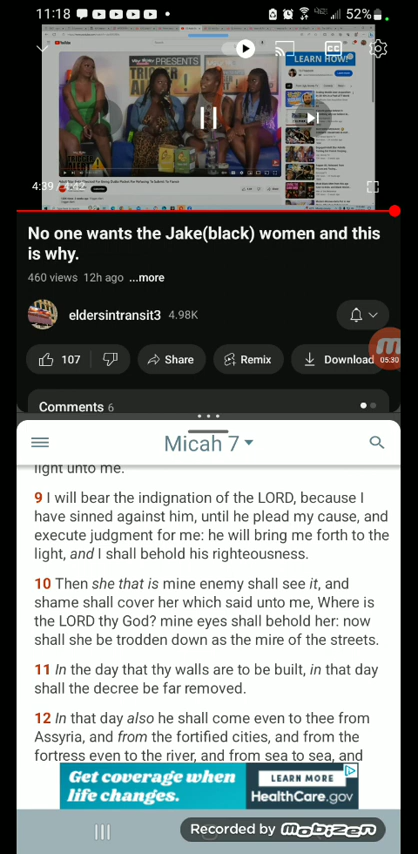 11:18
52%
PRESENTS
LEARN HOW!
TRIGGER
4:39
No one wants the Jake(black) women and this
is why.
460 views 12h ago ...more
eldersintransit3 4.98K
107 Share Remix Download
05:30
Comments 6
Micah 7
light unto me.
9 I will bear the indignation of the LORD, because I
have sinned against him, until he plead my cause, and
execute judgment for me: he will bring me forth to the
light, and I shall behold his righteousness.
10 Then she that is mine enemy shall see it, and
shame shall cover her which said unto me, Where is
the LORD thy God? mine eyes shall behold her: now
shall she be trodden down as the mire of the streets.
11 In the day that thy walls are to be built, in that day
shall the decree be far removed.
12 In that day also he shall come even to thee from
Assyria, and from the fortified cities, and from the
fortress even to the river, and from sea to sea, and
Get coverage when
life changes.
LEARN MORE
HealthCare.gov
Recorded by mobizen